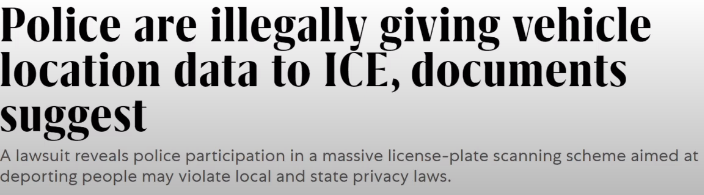 Police are illegally giving vehicle
location data to ICE, documents
suggest
A lawsuit reveals police participation in a massive license-plate scanning scheme aimed at
deporting people may violate local and state privacy laws.